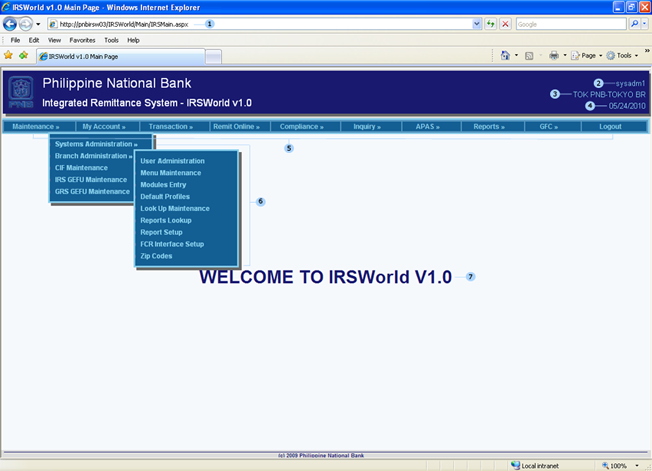 IRSWorld v1.0 Main Page - Windows Internet Explorer
http://pnbirsw03/IRSWorld/Main/IRSMain.aspx 1 Google
File Edit View Favorites Tools Help
IRSWorld v1.0 Main Page Page Tools
Philippine National Bank
Integrated Remittance System - IRSWorld v1.0
PNB
2 sysadm1
3 TOK PNB-TOKYO BR
4 05/24/2010
Maintenance » My Account » Transaction » Remit Online » Compliance » Inquiry » APAS » Reports » GFC » Logout
5
Systems Administration »
Branch Administration »
CIF Maintenance
IRS GEFU Maintenance
GRS GEFU Maintenance
User Administration
Menu Maintenance
Modules Entry
Default Profiles
Look Up Maintenance
Reports Lookup
Report Setup
FCR Interface Setup
Zip Codes
6
WELCOME TO IRSWorld V1.0 7
(c) 2009 Philippine National Bank
Local intranet 100%